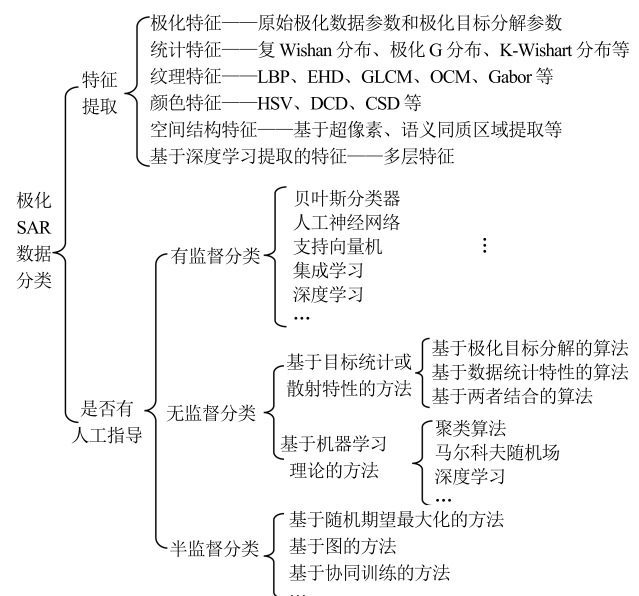 极化特征——原始极化数据参数和极化目标分解参数
统计特征——复 Wishan 分布、极化 G 分布、K-Wishart 分布等
特征
提取
纹理特征——LBP、EHD、GLCM、OCM、Gabor 等
颜色特征——HSV、DCD、CSD 等
空间结构特征——基于超像素、语义同质区域提取等
基于深度学习提取的特征——多层特征
极化
SAR
数据
分类
有监督分类
贝叶斯分类器
人工神经网络
支持向量机
⋮
集成学习
深度学习
…
是否有
人工指导
无监督分类
基于目标统计或
散射特性的方法
基于极化目标分解的算法
基于数据统计特性的算法
基于两者结合的算法
基于机器学习
理论的方法
聚类算法
马尔科夫随机场
深度学习
…
半监督分类
基于随机期望最大化的方法
基于图的方法
基于协同训练的方法
…